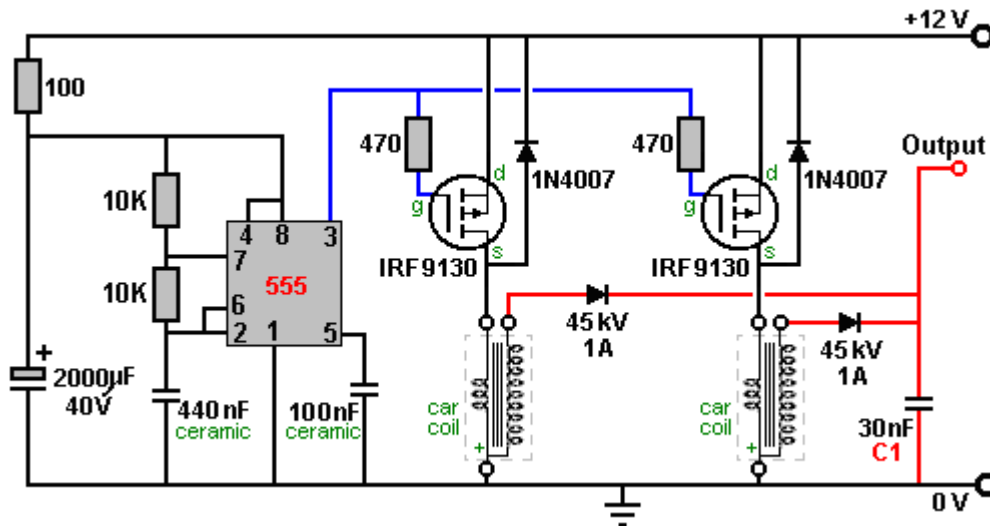 +12 V
100
470
470
Output
d
1N4007
d
1N4007
10K
g
g
4 8 3
s
s
7
IRF9130
IRF9130
10K
555
6
2 1 5
45 kV
1A
45 kV
1A
+
2000µF
40V
440 nF
ceramic
100nF
ceramic
car
coil
+
car
coil
+
30nF
C1
0 V